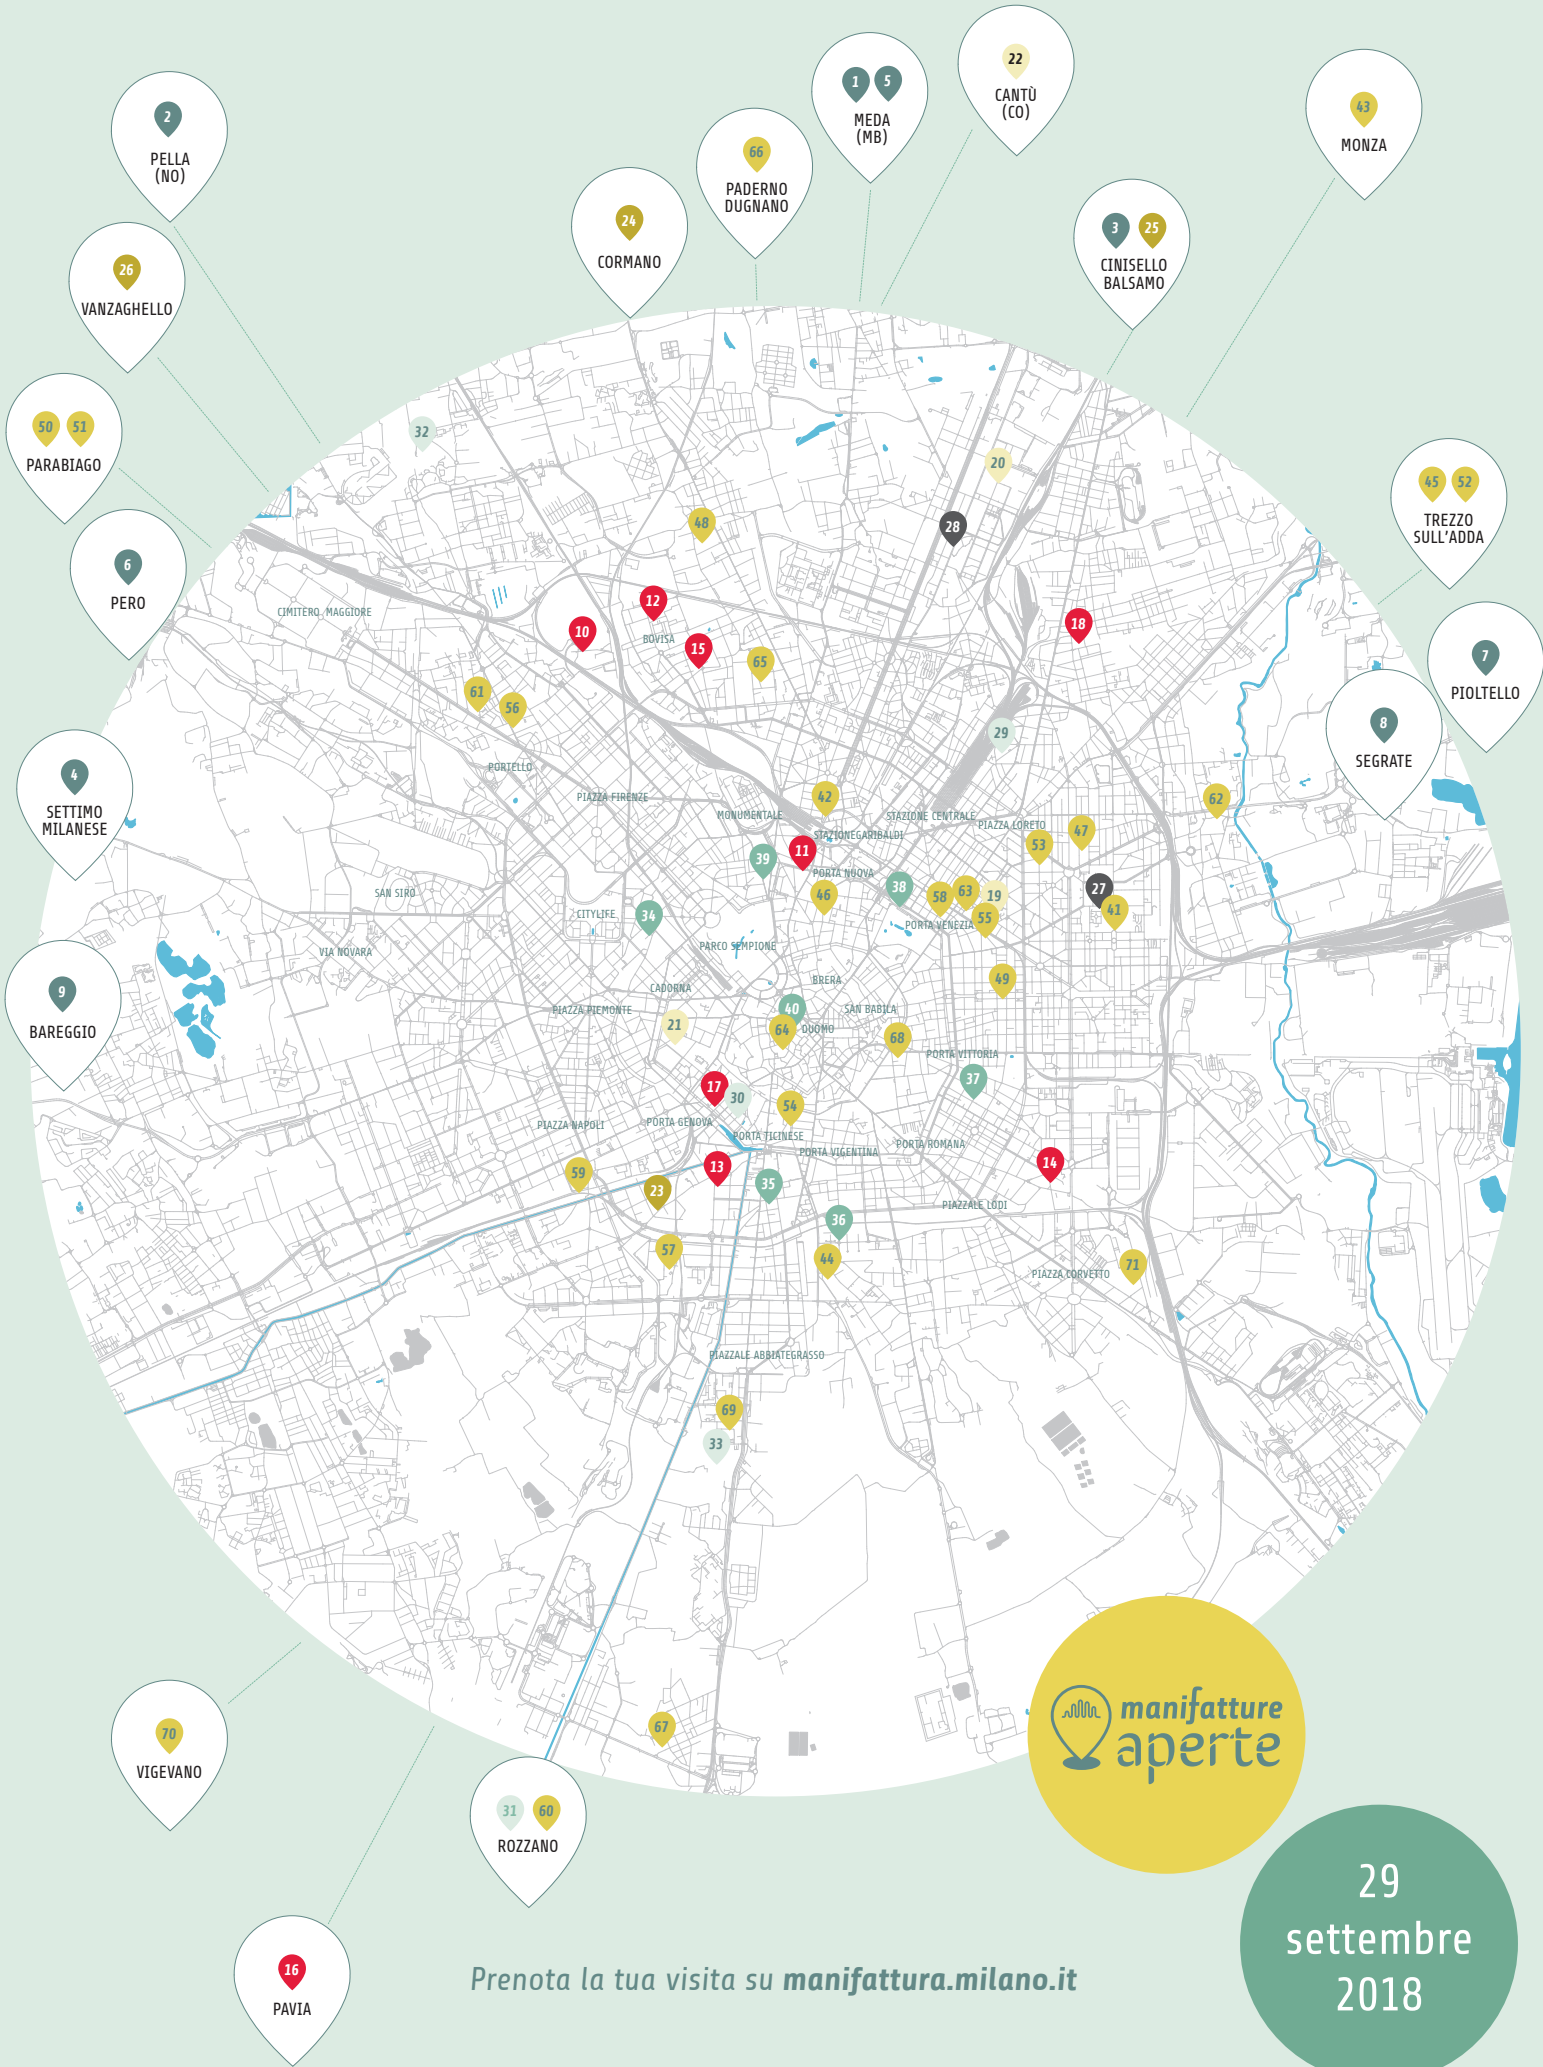 22
CANTÙ
(CO)
1 5
MEDA
(MB)
43
MONZA
2
PELLA
(NO)
66
PADERNO
DUGNANO
24
CORMANO
3 25
CINISELLO
BALSAMO
26
VANZAGHELLO
50 51
PARABIAGO
32
20
45 52
TREZZO
SULL'ADDA
48
28
6
PERO
CIMITERO MAGGIORE
12
10
BOVISA
15
18
65
7
PIOLTELLO
61
56
8
SEGRATE
29
4
SETTIMO
MILANESE
PORTELLO
PIAZZA FIRENZE
42
62
MONUMENTALE
STAZIONE CENTRALE
PIAZZA LORETO
47
STAZIONEGARIBALDI
53
11
39
PORTA NUOVA
38
27
SAN SIRO
46
58
63
19
41
CITYLIFE
34
55
PORTA VENEZIA
PARCO SEMPIONE
VIA NOVARA
BRERA
49
9
BAREGGIO
CADORNA
PIAZZA PIEMONTE
40
SAN BABILA
21
64
DUOMO
68
PORTA VITTORIA
37
17
30
54
PIAZZA NAPOLI
PORTA GENOVA
PORTA TICINESE
PORTA ROMANA
PORTA VIGENTINA
14
13
59
23
35
PIAZZALE LODI
36
57
44
71
PIAZZA CORVETTO
PIAZZALE ABBIATEGRASSO
69
33
67
70
VIGEVANO
31 60
ROZZANO
manifatture
aperte
29
settembre
2018
16
PAVIA
Prenota la tua visita su manifattura.milano.it